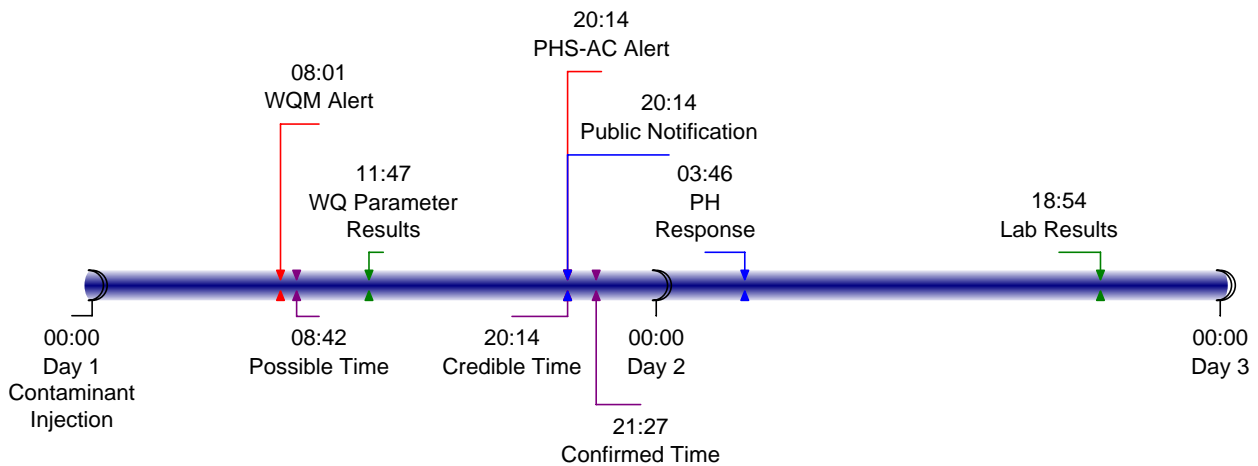 20:14
PHS-AC Alert
08:01
WQM Alert
20:14
Public Notification
11:47
WQ Parameter
Results
03:46
PH
Response
18:54
Lab Results
00:00
Day 1
Contaminant
Injection
08:42
Possible Time
20:14
Credible Time
00:00
Day 2
00:00
Day 3
21:27
Confirmed Time